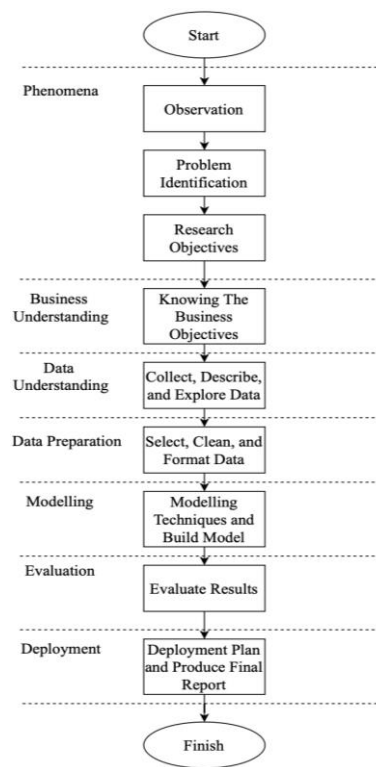 Start
Phenomena
Observation
Problem
Identification
Research
Objectives
Business
Understanding
Knowing The
Business
Objectives
Data
Understanding
Collect, Describe,
and Explore Data
Data Preparation
Select, Clean, and
Format Data
Modelling
Modelling
Techniques and
Build Model
Evaluation
Evaluate Results
Deployment
Deployment Plan
and Produce Final
Report
Finish